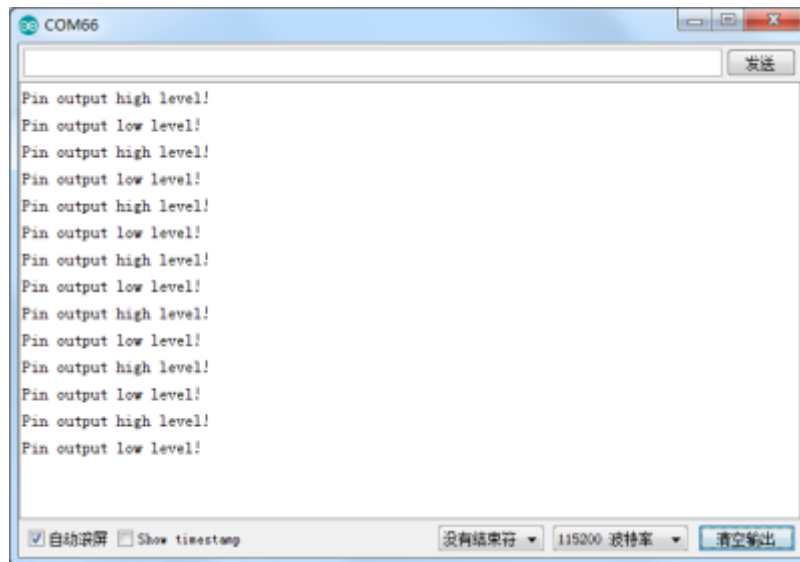 COM66
发送
Pin output high level!
Pin output low level!
Pin output high level!
Pin output low level!
Pin output high level!
Pin output low level!
Pin output high level!
Pin output low level!
Pin output high level!
Pin output low level!
Pin output high level!
Pin output low level!
Pin output high level!
Pin output low level!
自动滚屏 Show timestamp 没有结束符 115200 波特率 清空输出